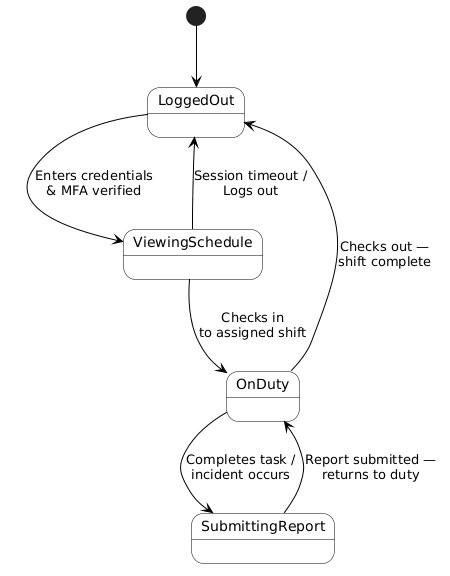 LoggedOut
Enters credentials
& MFA verified
Session timeout /
Logs out
ViewingSchedule
Checks out —
shift complete
Checks in
to assigned shift
OnDuty
Completes task /
incident occurs
Report submitted —
returns to duty
SubmittingReport